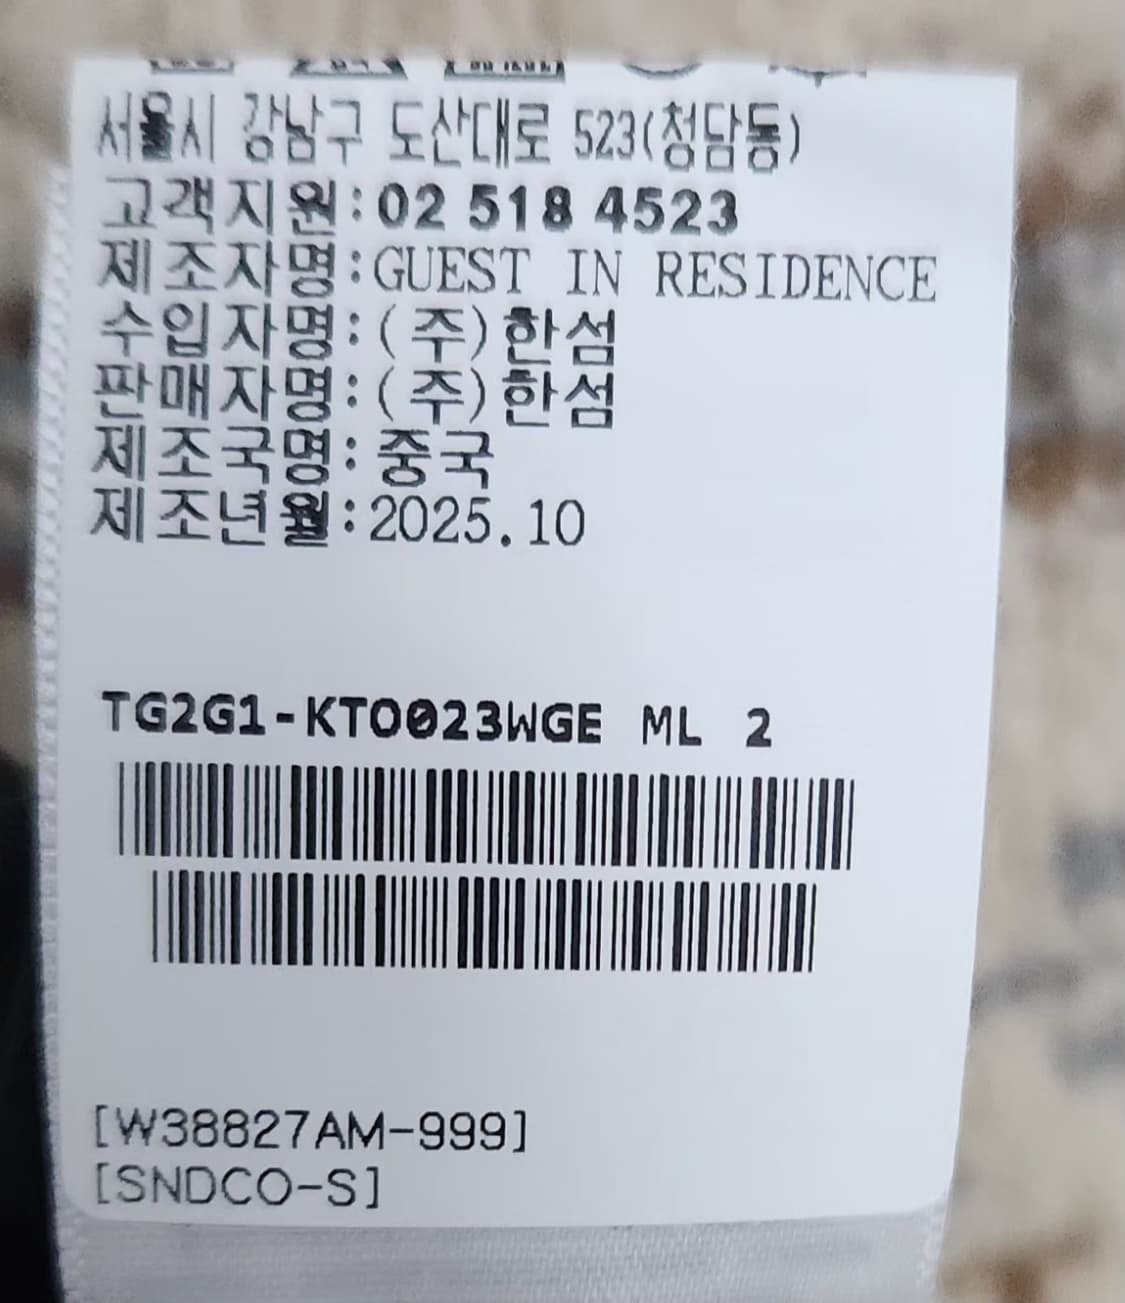 서울시 강남구 도산대로 523(청담동)
고객지원:02 518 4523
제조자명:GUEST IN RESIDENCE
수입자명:(주)한섬
판매자명:(주)한섬
제조국명:중국
제조년월:2025.10
TG2G1-KTO023WGE ML 2
[W38827AM-999]
[SNDCO-S]